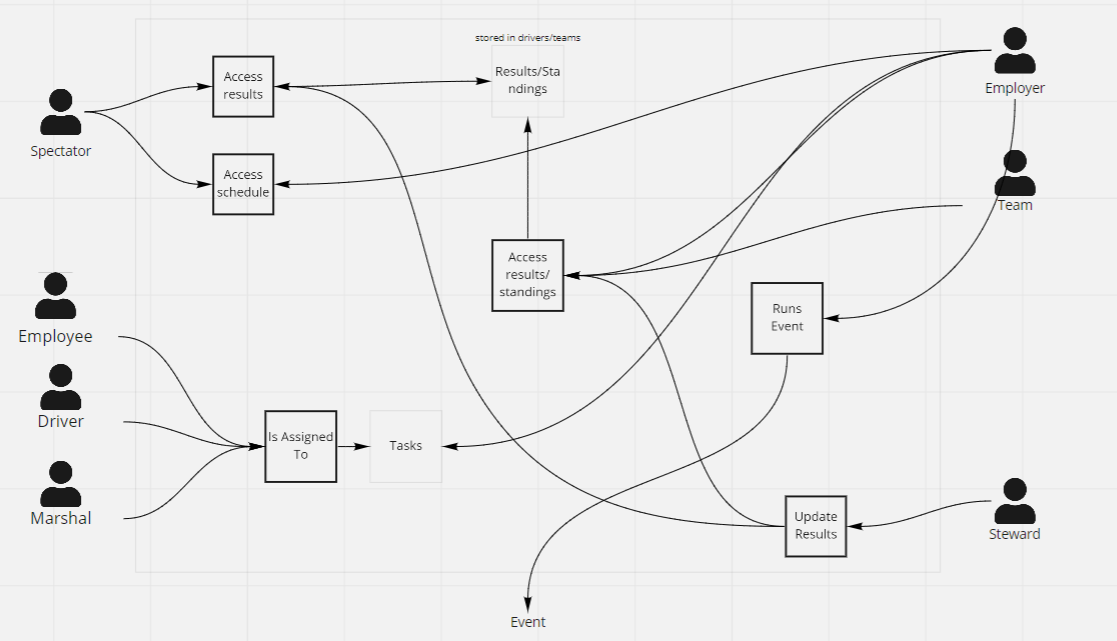 stored in drivers/teams
Access
results
Results/Sta
ndings
Employer
Spectator
Access
schedule
Team
Access
results/
standings
Runs
Event
Employee
Driver
Is Assigned
To
Tasks
Marshal
Update
Results
Steward
Event